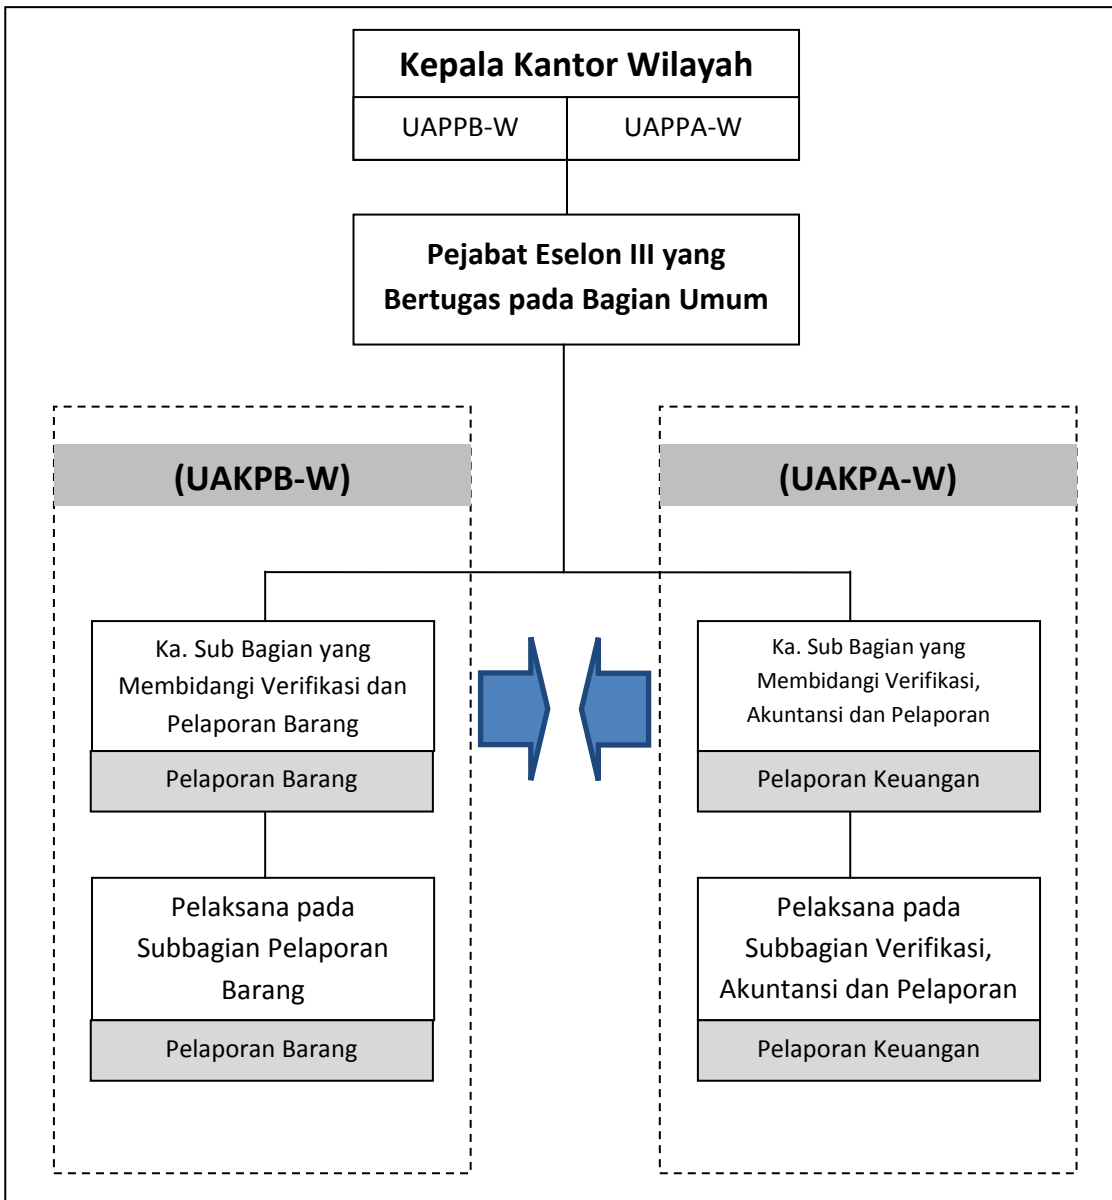 Kepala Kantor Wilayah
UAPPB-W
UAPPA-W
Pejabat Eselon III yang
Bertugas pada Bagian Umum
(UAKPB-W)
Ka. Sub Bagian yang
Membidangi Verifikasi dan
Pelaporan Barang
Pelaporan Barang
Pelaksana pada
Subbagian Pelaporan
Barang
Pelaporan Barang
(UAKPA-W)
Ka. Sub Bagian yang
Membidangi Verifikasi,
Akuntansi dan Pelaporan
Pelaporan Keuangan
Pelaksana pada
Subbagian Verifikasi,
Akuntansi dan Pelaporan
Pelaporan Keuangan